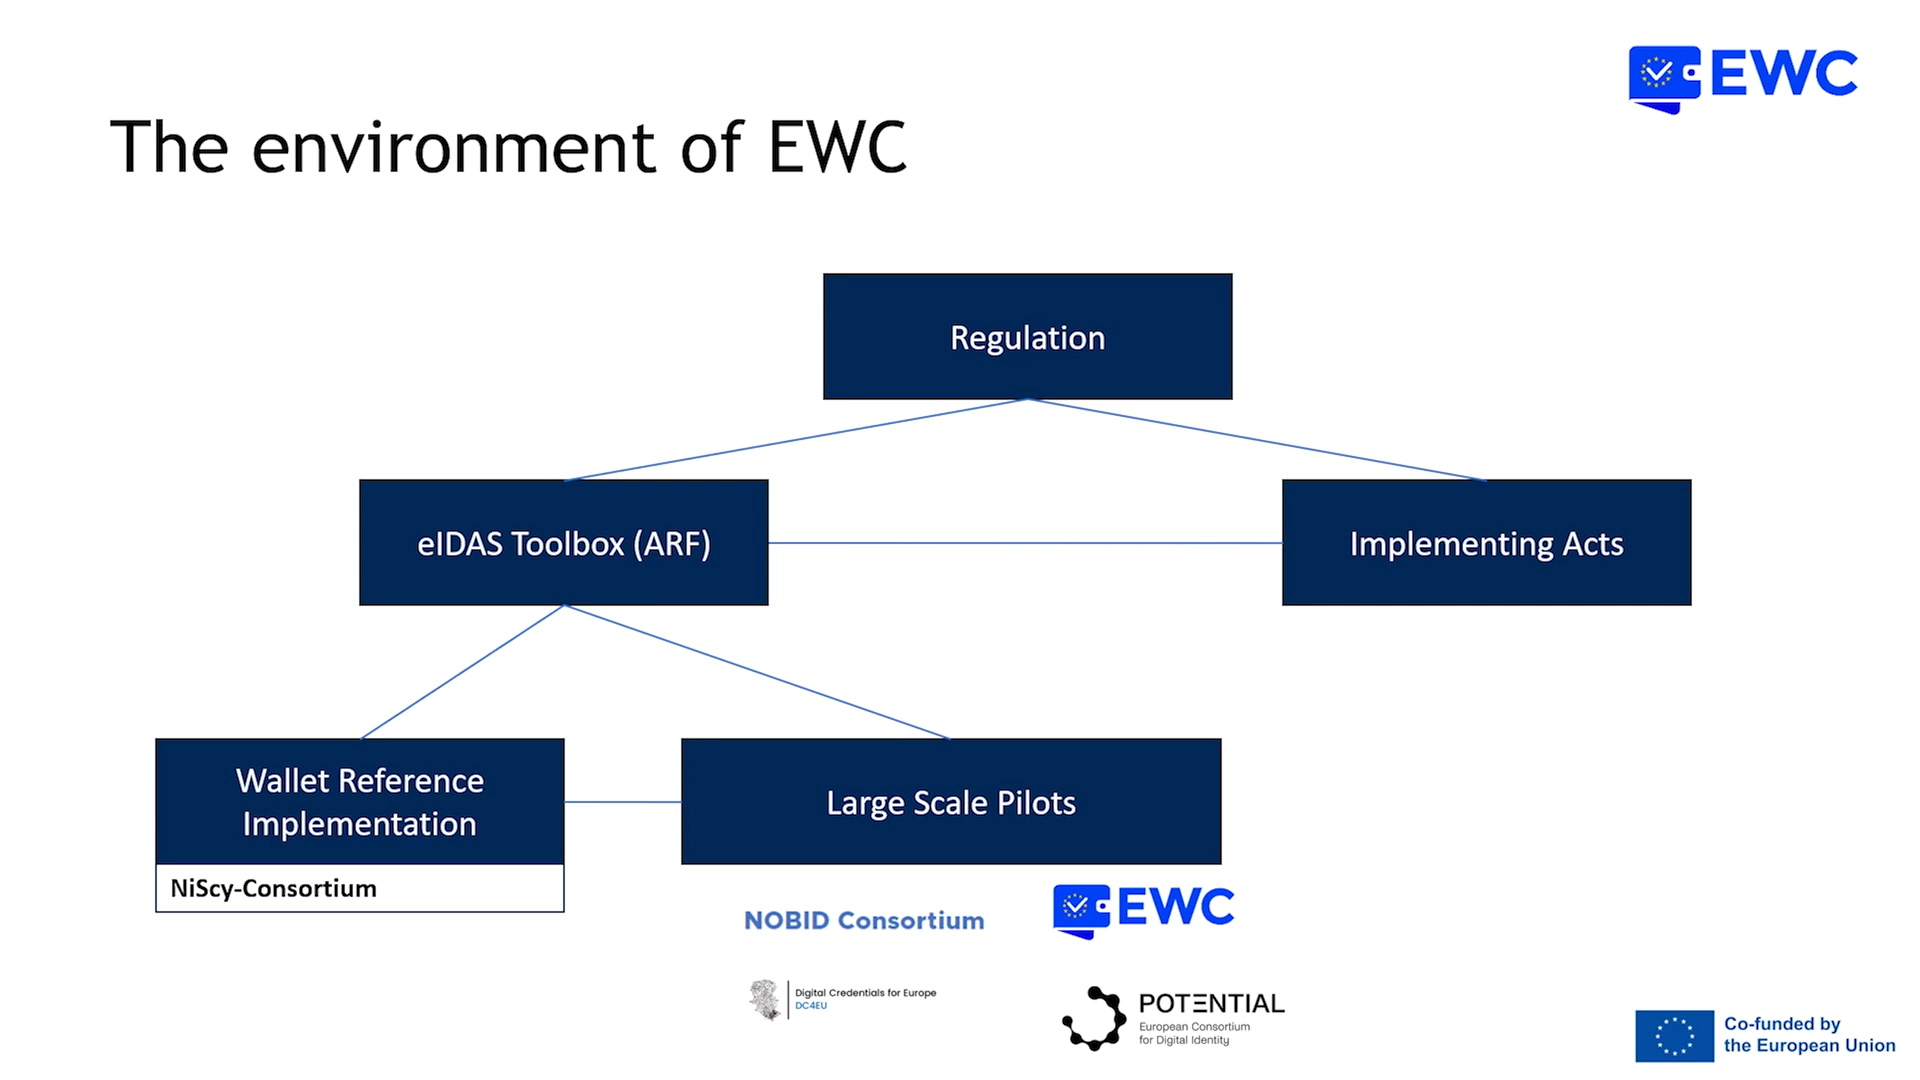 EWC
The environment of EWC
Regulation
eIDAS Toolbox (ARF)
Implementing Acts
Wallet Reference
Implementation
Large Scale Pilots
NiScy-Consortium
NOBID Consortium
EWC
Digital Credentials for Europe
DC4EU
POTΞNTIAL
European Consortium
for Digital Identity
Co-funded by
the European Union